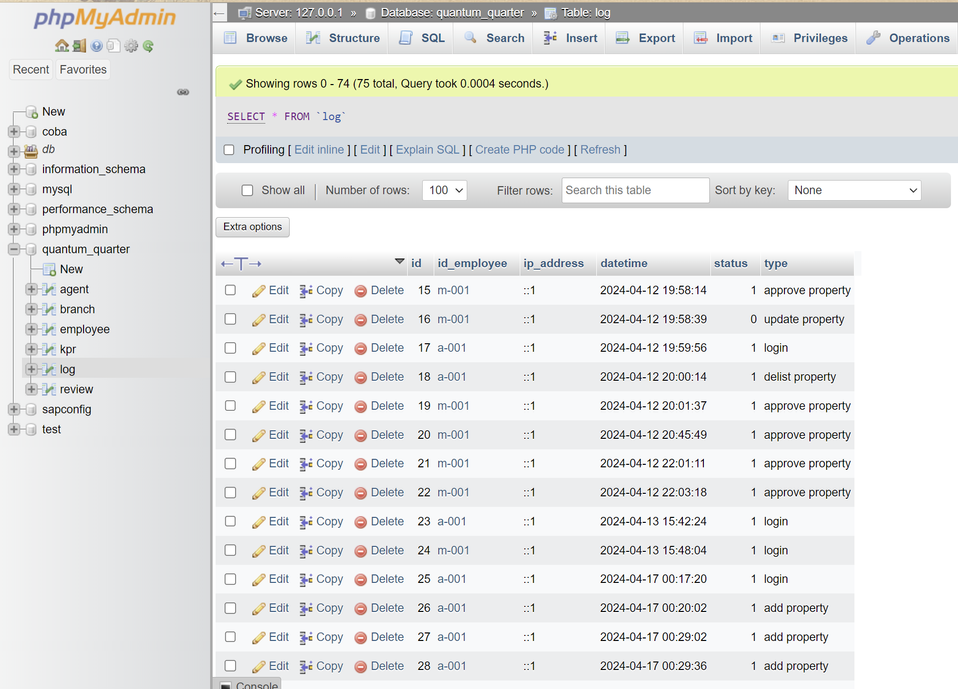 phpMyAdmin
Recent Favorites
New
coba
db
information_schema
mysql
performance_schema
phpmyadmin
quantum_quarter
New
agent
branch
employee
kpr
log
review
sapconfig
test
Server: 127.0.0.1 » Database: quantum_quarter » Table: log
Browse Structure SQL Search Insert Export Import Privileges Operations
Showing rows 0 - 74 (75 total, Query took 0.0004 seconds.)
SELECT * FROM `log`
Profiling [ Edit inline ] [ Edit ] [ Explain SQL ] [ Create PHP code ] [ Refresh ]
Show all Number of rows: 100 Filter rows: Search this table Sort by key: None
Extra options
←T→ id id_employee ip_address datetime status type
Edit Copy Delete 15 m-001 ::1 2024-04-12 19:58:14 1 approve property
Edit Copy Delete 16 m-001 ::1 2024-04-12 19:58:39 0 update property
Edit Copy Delete 17 a-001 ::1 2024-04-12 19:59:56 1 login
Edit Copy Delete 18 a-001 ::1 2024-04-12 20:00:14 1 delist property
Edit Copy Delete 19 m-001 ::1 2024-04-12 20:01:37 1 approve property
Edit Copy Delete 20 m-001 ::1 2024-04-12 20:45:49 1 approve property
Edit Copy Delete 21 m-001 ::1 2024-04-12 22:01:11 1 approve property
Edit Copy Delete 22 m-001 ::1 2024-04-12 22:03:18 1 approve property
Edit Copy Delete 23 a-001 ::1 2024-04-13 15:42:24 1 login
Edit Copy Delete 24 m-001 ::1 2024-04-13 15:48:04 1 login
Edit Copy Delete 25 a-001 ::1 2024-04-17 00:17:20 1 login
Edit Copy Delete 26 a-001 ::1 2024-04-17 00:20:02 1 add property
Edit Copy Delete 27 a-001 ::1 2024-04-17 00:29:02 1 add property
Edit Copy Delete 28 a-001 ::1 2024-04-17 00:29:36 1 add property
Console